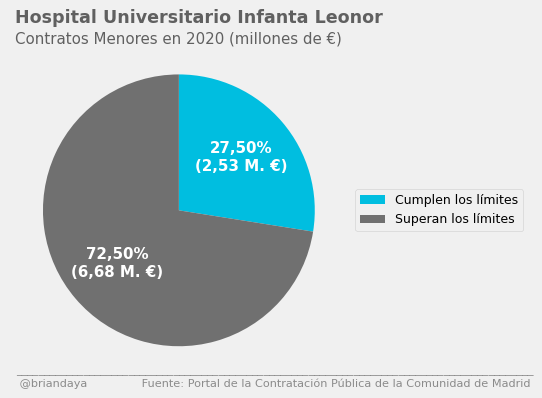 Hospital Universitario Infanta Leonor
Contratos Menores en 2020 (millones de €)
27,50%
(2,53 M. €)
72,50%
(6,68 M. €)
Cumplen los límites
Superan los límites
@briandaya Fuente: Portal de la Contratación Pública de la Comunidad de Madrid